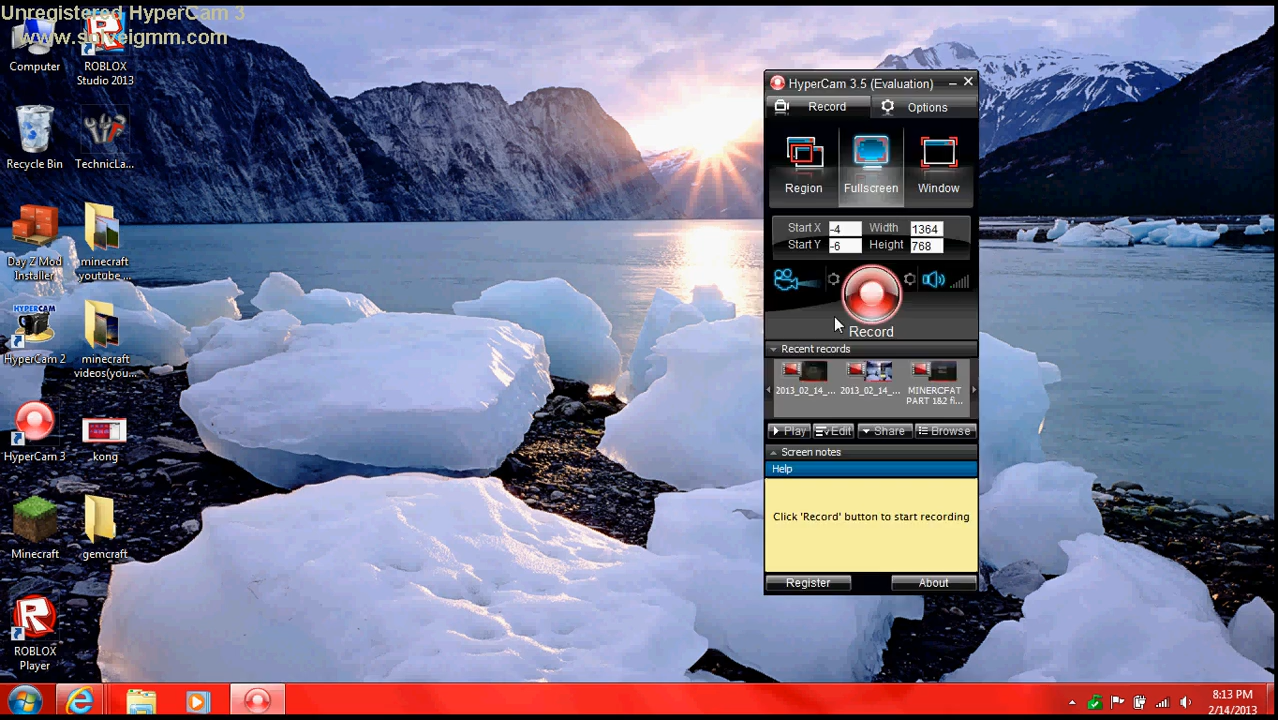 Unregistered HyperCam 3
www.solveigmm.com
Computer
ROBLOX
Studio 2013
Recycle Bin
TechnicLa...
Day Z Mod
Installer
minecraft
youtube ...
HYPERCAM
HyperCam 2
minecraft
videos(you...
HyperCam 3
kong
Minecraft
gemcraft
ROBLOX
Player
HyperCam 3.5 (Evaluation)
Record
Options
Region
Fullscreen
Window
Start X -4 Width 1364
Start Y -6 Height 768
Record
Recent records
2013_02_14_...
2013_02_14_...
MINERCFAT
PART 1&2 fi...
Play
Edit
Share
Browse
Screen notes
Help
Click 'Record' button to start recording
Register
About
8:13 PM
2/14/2013